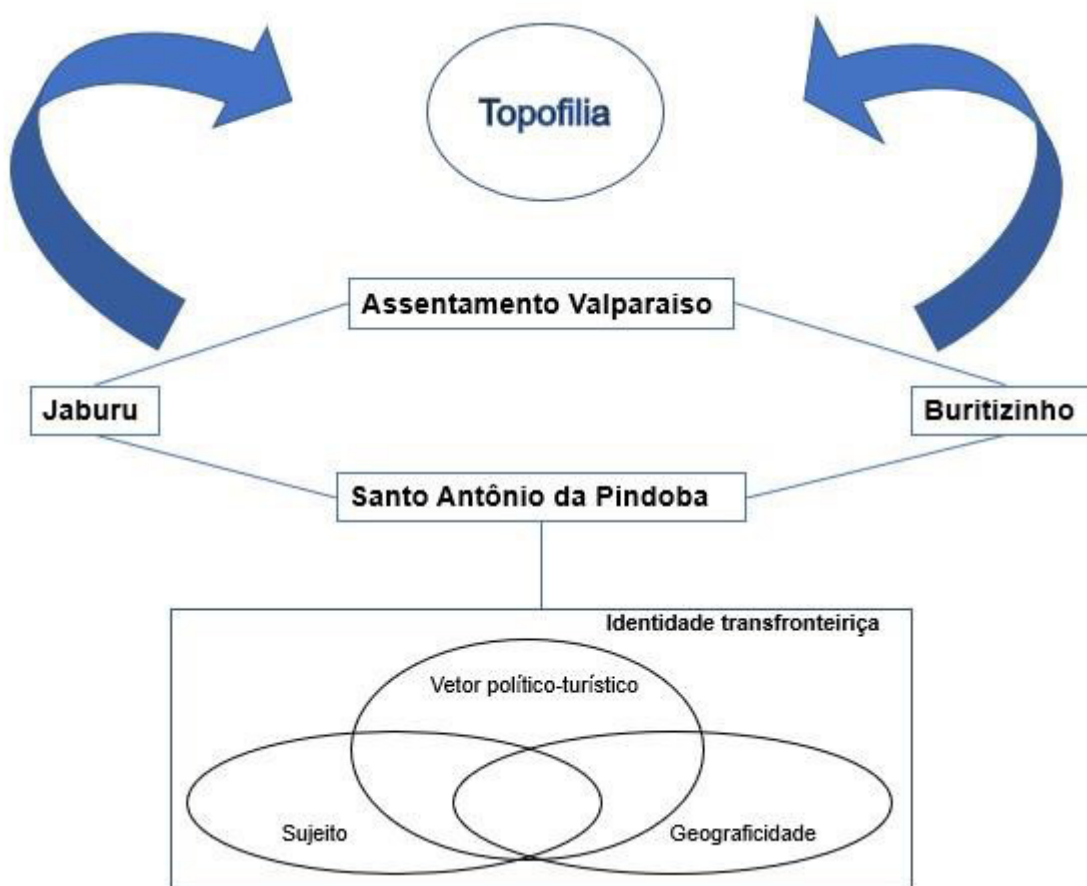 Topofilia
Assentamento Valparaiso
Jaburu
Buritizinho
Santo Antônio da Pindoba
Identidade transfronteiriça
Vetor político-turístico
Sujeito
Geograficidade